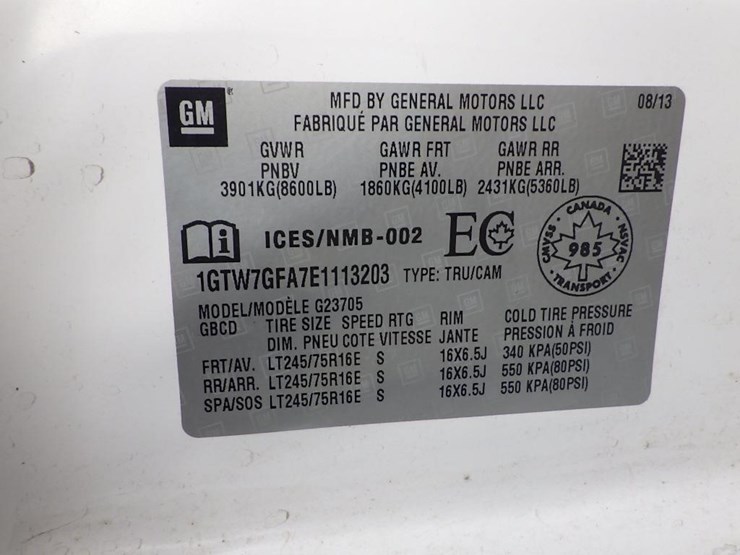 GM
MFD BY GENERAL MOTORS LLC 08/13
FABRIQUÉ PAR GENERAL MOTORS LLC
GVWR GAWR FRT GAWR RR
PNBV PNBE AV. PNBE ARR.
3901KG(8600LB) 1860KG(4100LB) 2431KG(5360LB)
ICES/NMB-002 EC
CANADA
CMVSS 985 NSVAC
TRANSPORT
1GTW7GFA7E1113203 TYPE: TRU/CAM
MODEL/MODÈLE G23705
GBCD TIRE SIZE SPEED RTG RIM COLD TIRE PRESSURE
DIM. PNEU COTE VITESSE JANTE PRESSION À FROID
FRT/AV. LT245/75R16E S 16X6.5J 340 KPA(50PSI)
RR/ARR. LT245/75R16E S 16X6.5J 550 KPA(80PSI)
SPA/SOS LT245/75R16E S 16X6.5J 550 KPA(80PSI)